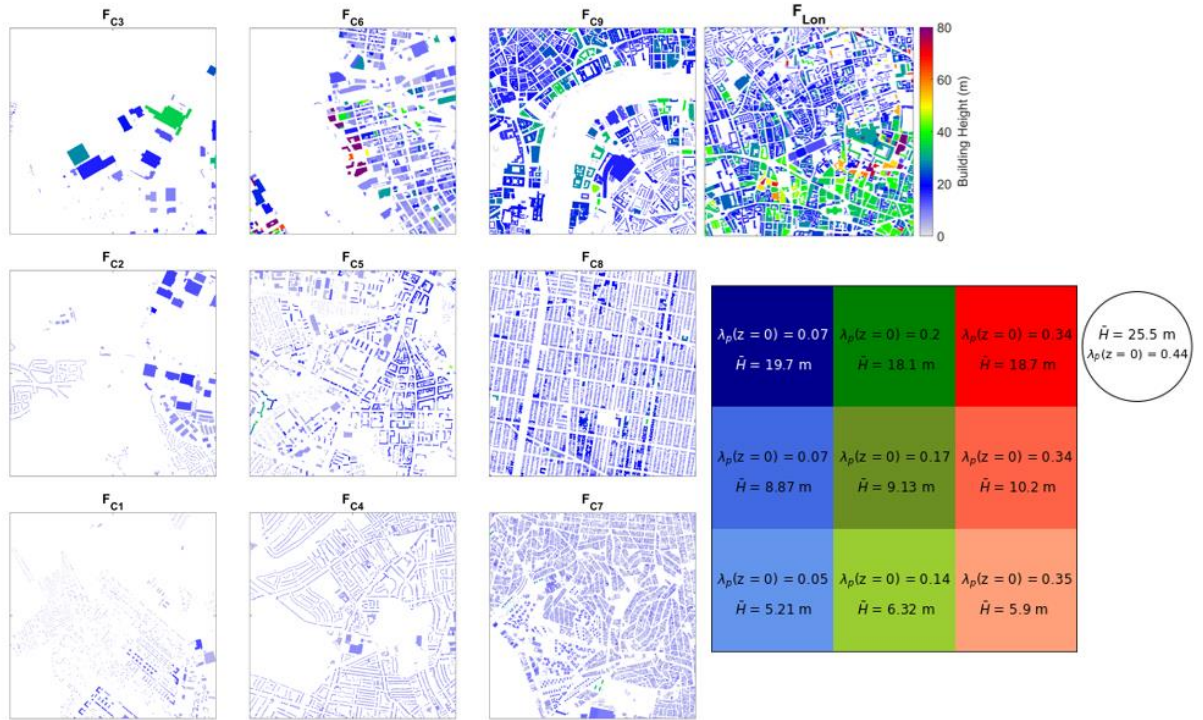 F_C3
F_C6
F_C9
F_Lon
80
60
40
20
0
Building Height (m)
F_C2
F_C5
F_C8
λ_p(z = 0) = 0.07
H̄ = 19.7 m
λ_p(z = 0) = 0.2
H̄ = 18.1 m
λ_p(z = 0) = 0.34
H̄ = 18.7 m
H̄ = 25.5 m
λ_p(z = 0) = 0.44
λ_p(z = 0) = 0.07
H̄ = 8.87 m
λ_p(z = 0) = 0.17
H̄ = 9.13 m
λ_p(z = 0) = 0.34
H̄ = 10.2 m
F_C1
F_C4
F_C7
λ_p(z = 0) = 0.05
H̄ = 5.21 m
λ_p(z = 0) = 0.14
H̄ = 6.32 m
λ_p(z = 0) = 0.35
H̄ = 5.9 m